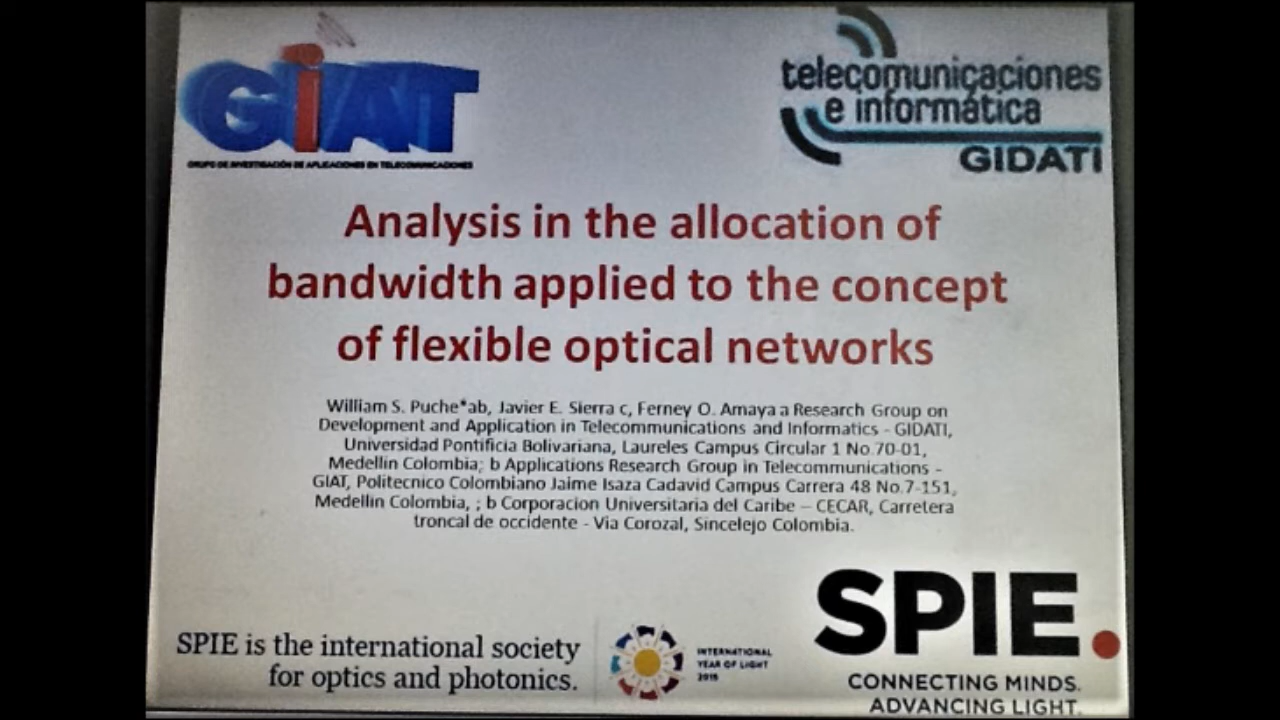 GiAT
GRUPO DE INVESTIGACIÓN DE APLICACIONES EN TELECOMUNICACIONES
telecomunicaciones
e informática
GIDATI
Analysis in the allocation of
bandwidth applied to the concept
of flexible optical networks
William S. Puche*ab, Javier E. Sierra c, Ferney O. Amaya a Research Group on
Development and Application in Telecommunications and Informatics - GIDATI,
Universidad Pontificia Bolivariana, Laureles Campus Circular 1 No.70-01,
Medellin Colombia; b Applications Research Group in Telecommunications -
GIAT, Politecnico Colombiano Jaime Isaza Cadavid Campus Carrera 48 No.7-151,
Medellin Colombia, ; b Corporacion Universitaria del Caribe – CECAR, Carretera
troncal de occidente - Via Corozal, Sincelejo Colombia.
SPIE is the international society
for optics and photonics.
INTERNATIONAL
YEAR OF LIGHT
2015
SPIE.
CONNECTING MINDS.
ADVANCING LIGHT.